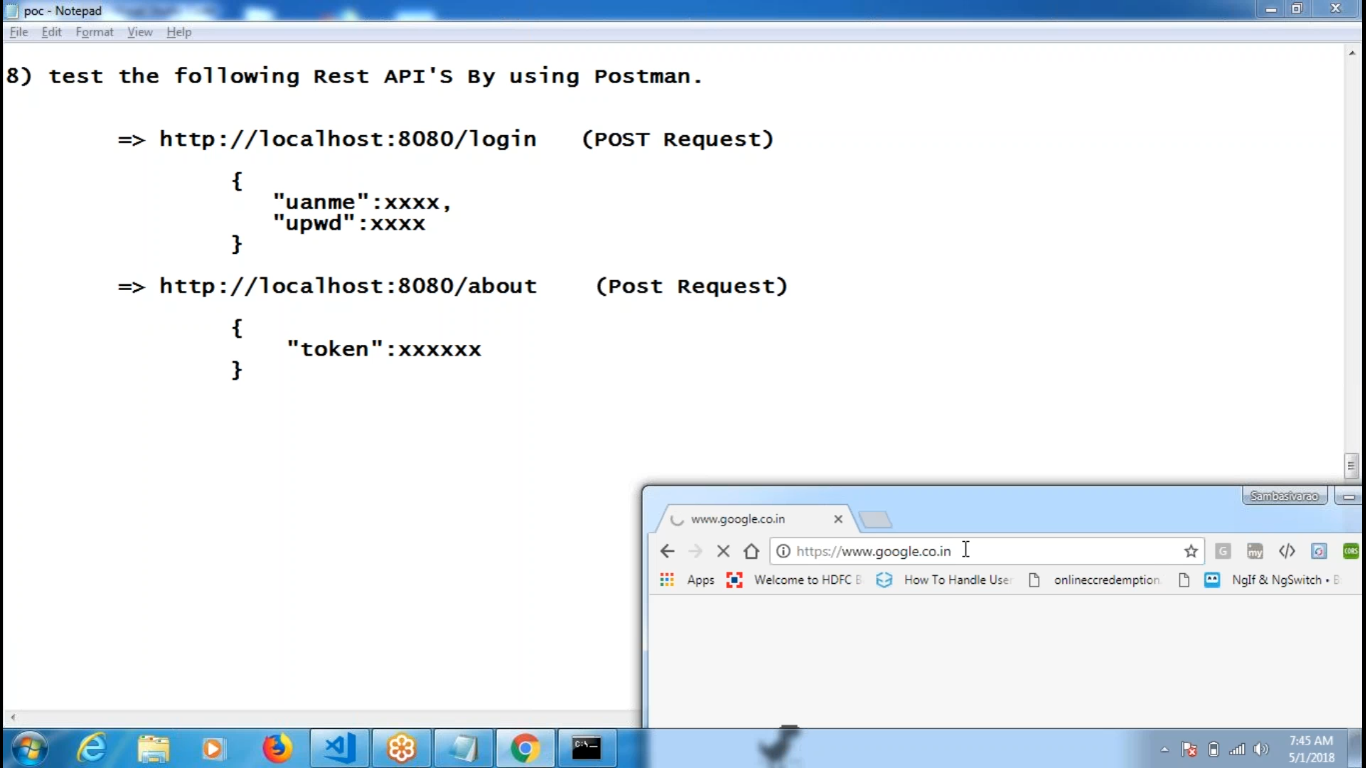 poc - Notepad
File Edit Format View Help
8) test the following Rest API'S By using Postman.
=> http://localhost:8080/login (POST Request)
{
"uanme":xxxx,
"upwd":xxxx
}
=> http://localhost:8080/about (Post Request)
{
"token":xxxxxx
}
Sambasivarao
www.google.co.in
https://www.google.co.in
G my </> CORS
Apps Welcome to HDFC B How To Handle User onlineccredemption. NgIf & NgSwitch • B
C:\_
7:45 AM
5/1/2018